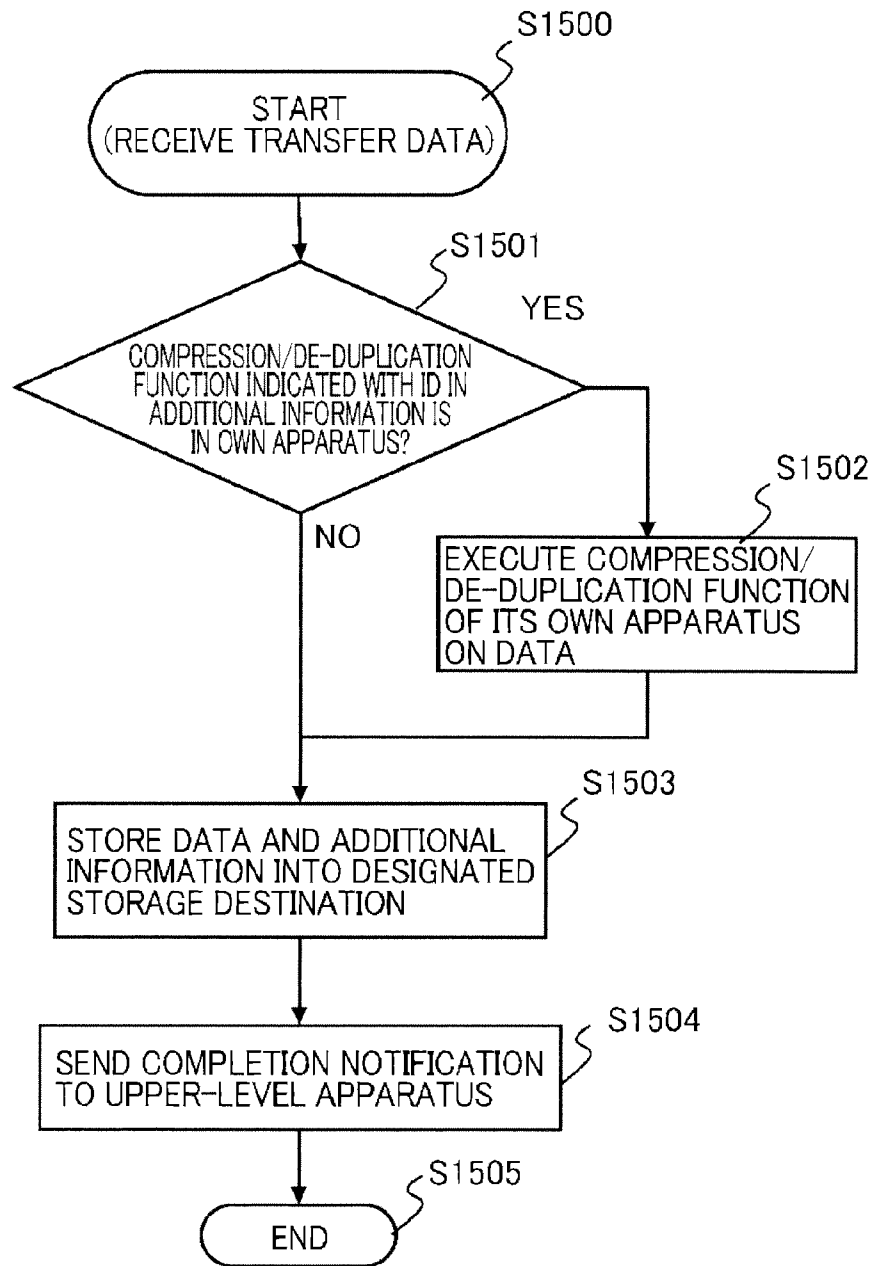 S1500
START
(RECEIVE TRANSFER DATA)
S1501
YES
COMPRESSION/DE-DUPLICATION
FUNCTION INDICATED WITH ID IN
ADDITIONAL INFORMATION IS
IN OWN APPARATUS?
S1502
NO
EXECUTE COMPRESSION/
DE-DUPLICATION FUNCTION
OF ITS OWN APPARATUS
ON DATA
S1503
STORE DATA AND ADDITIONAL
INFORMATION INTO DESIGNATED
STORAGE DESTINATION
S1504
SEND COMPLETION NOTIFICATION
TO UPPER-LEVEL APPARATUS
S1505
END